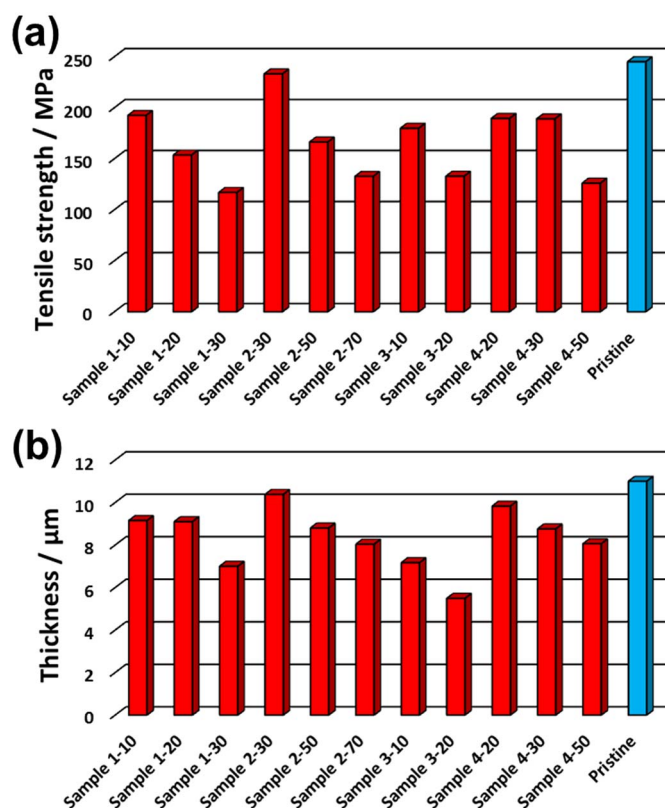 (a)
Tensile strength / MPa
250
200
150
100
50
0
Sample 1-10
Sample 1-20
Sample 1-30
Sample 2-30
Sample 2-50
Sample 2-70
Sample 3-10
Sample 3-20
Sample 4-20
Sample 4-30
Sample 4-50
Pristine
(b)
Thickness / μm
12
10
8
6
4
2
0
Sample 1-10
Sample 1-20
Sample 1-30
Sample 2-30
Sample 2-50
Sample 2-70
Sample 3-10
Sample 3-20
Sample 4-20
Sample 4-30
Sample 4-50
Pristine